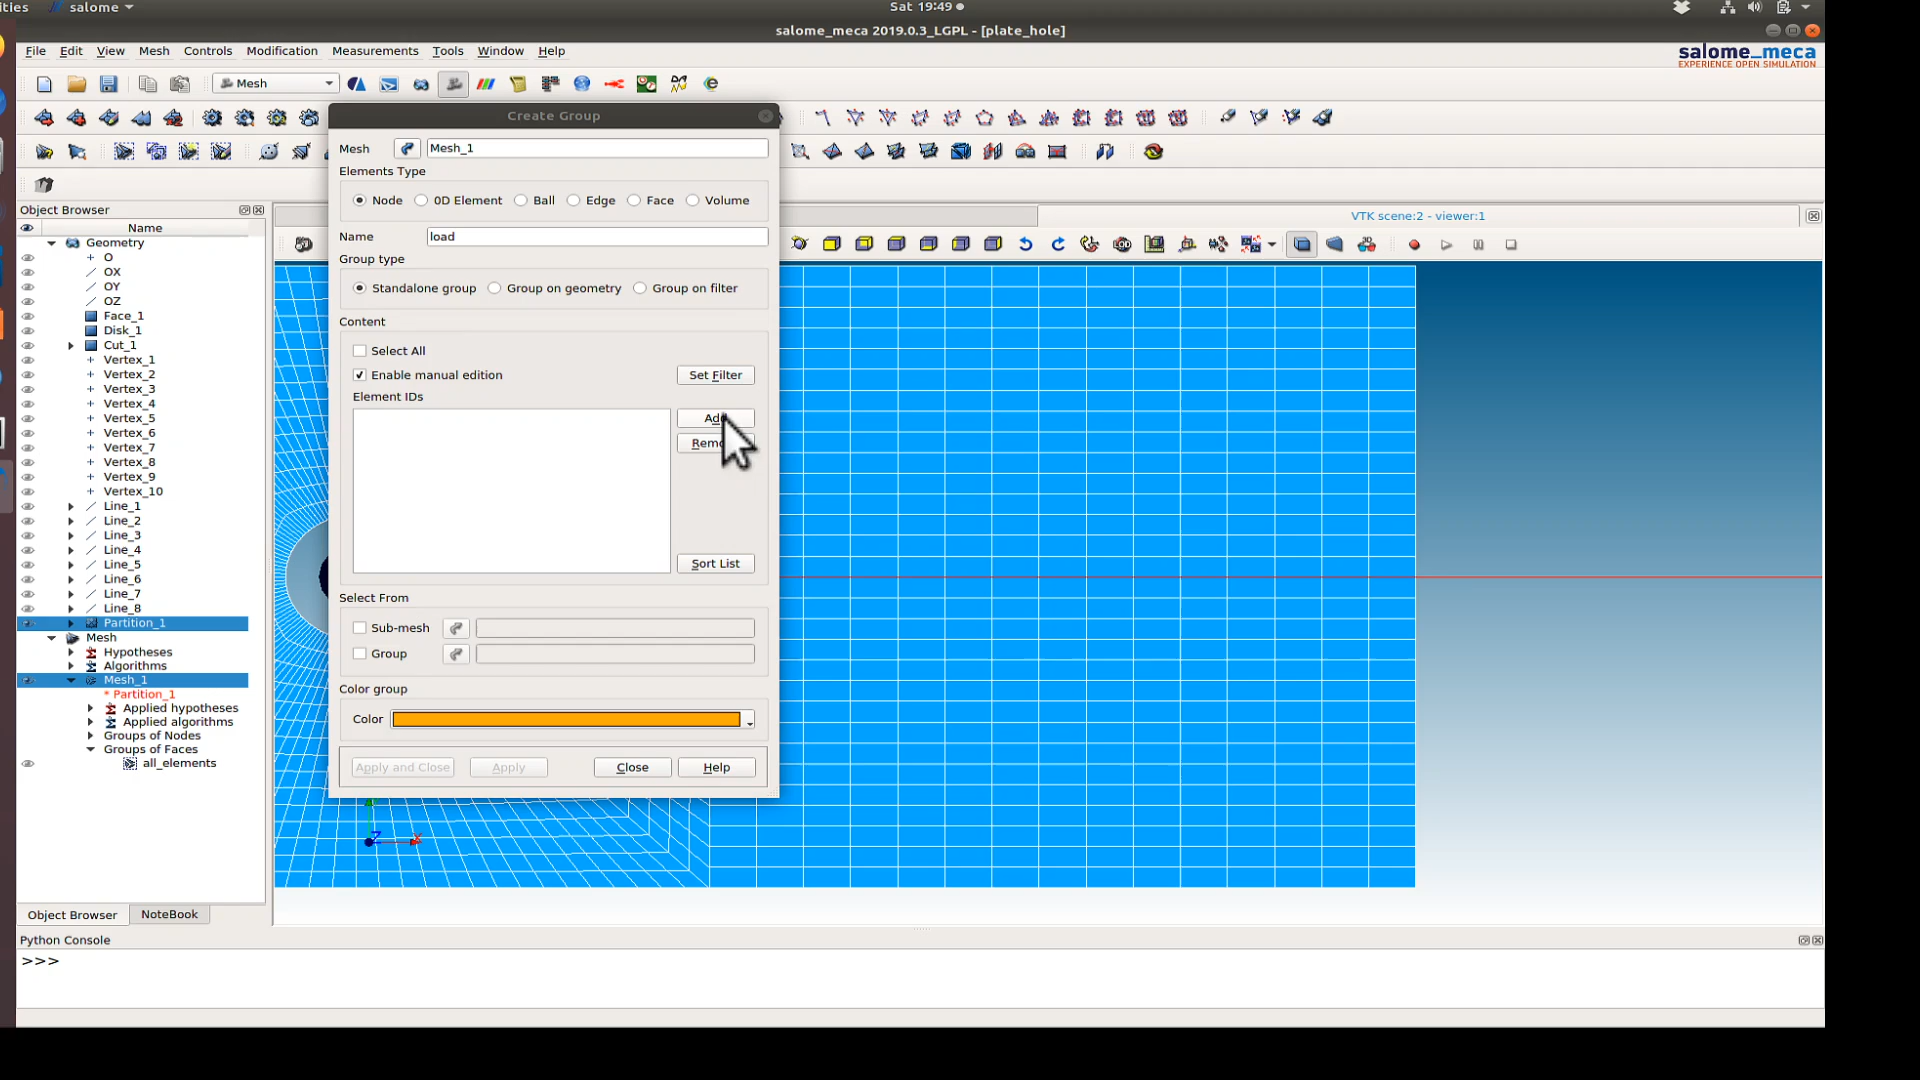 ities
salome
Sat 19:49
salome_meca 2019.0.3_LGPL - [plate_hole]
File Edit View Mesh Controls Modification Measurements Tools Window Help
salome_meca
EXPERIENCE OPEN SIMULATION
Mesh
Create Group
Mesh
Mesh_1
Elements Type
Node 0D Element Ball Edge Face Volume
Name
load
Group type
Standalone group Group on geometry Group on filter
Content
Select All
Enable manual edition
Set Filter
Element IDs
Add
Sort List
Select From
Sub-mesh
Group
Color group
Color
Apply and Close
Apply
Close
Help
Object Browser
Name
Geometry
O
OX
OY
OZ
Face_1
Disk_1
Cut_1
Vertex_1
Vertex_2
Vertex_3
Vertex_4
Vertex_5
Vertex_6
Vertex_7
Vertex_8
Vertex_9
Vertex_10
Line_1
Line_2
Line_3
Line_4
Line_5
Line_6
Line_7
Line_8
Partition_1
Mesh
Hypotheses
Algorithms
Mesh_1
* Partition_1
Applied hypotheses
Applied algorithms
Groups of Nodes
Groups of Faces
all_elements
VTK scene:2 - viewer:1
Z
X
Object Browser
NoteBook
Python Console
>>>